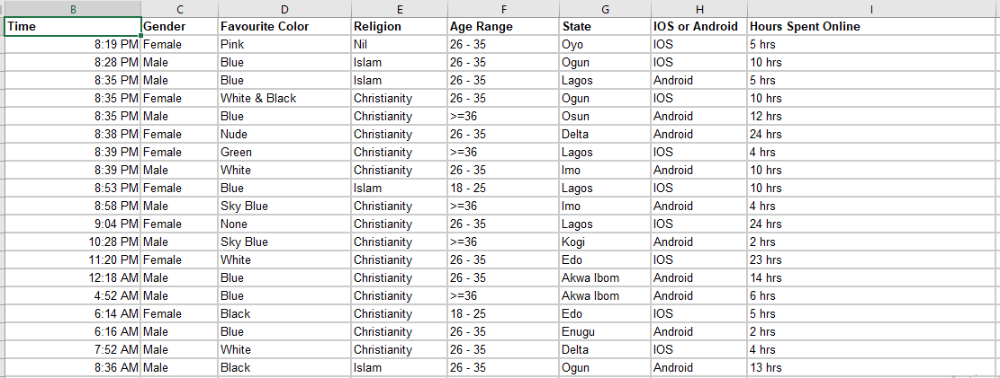 B C D E F G H I
Time Gender Favourite Color Religion Age Range State IOS or Android Hours Spent Online
8:19 PM Female Pink Nil 26 - 35 Oyo IOS 5 hrs
8:28 PM Male Blue Islam 26 - 35 Ogun IOS 10 hrs
8:35 PM Male Blue Islam 26 - 35 Lagos Android 5 hrs
8:35 PM Female White & Black Christianity 26 - 35 Ogun IOS 10 hrs
8:35 PM Male Blue Christianity >=36 Osun Android 12 hrs
8:38 PM Female Nude Christianity 26 - 35 Delta Android 24 hrs
8:39 PM Female Green Christianity >=36 Lagos IOS 4 hrs
8:39 PM Male White Christianity 26 - 35 Imo Android 10 hrs
8:53 PM Female Blue Islam 18 - 25 Lagos IOS 10 hrs
8:58 PM Male Sky Blue Christianity >=36 Imo Android 4 hrs
9:04 PM Female None Christianity 26 - 35 Lagos IOS 24 hrs
10:28 PM Male Sky Blue Christianity >=36 Kogi Android 2 hrs
11:20 PM Female White Christianity 26 - 35 Edo IOS 23 hrs
12:18 AM Male Blue Christianity 26 - 35 Akwa Ibom Android 14 hrs
4:52 AM Male Blue Christianity >=36 Akwa Ibom Android 6 hrs
6:14 AM Female Black Christianity 18 - 25 Edo IOS 5 hrs
6:16 AM Male Blue Christianity 26 - 35 Enugu Android 2 hrs
7:52 AM Male White Christianity 26 - 35 Delta IOS 4 hrs
8:36 AM Male Black Islam 26 - 35 Ogun Android 13 hrs